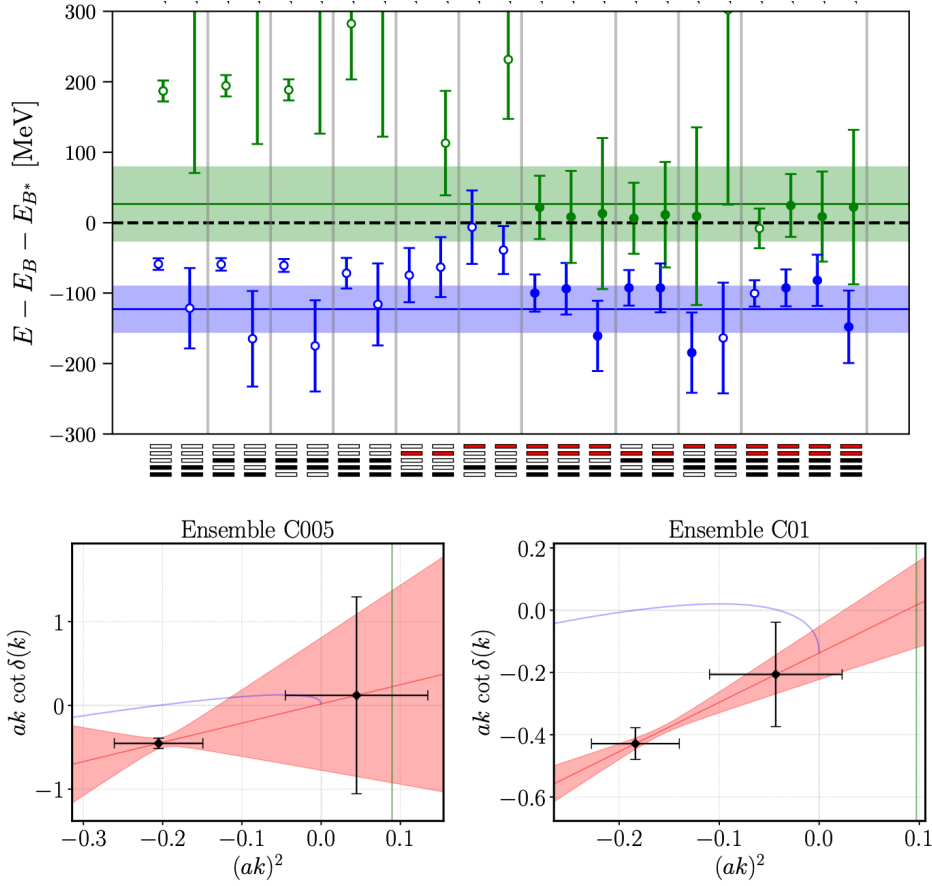 300
200
100
0
−100
−200
−300
E − E_B − E_{B*} [MeV]
Ensemble C005
1
0
−1
ak cot δ(k)
−0.3 −0.2 −0.1 0.0 0.1
(ak)²
Ensemble C01
0.2
0.0
−0.2
−0.4
−0.6
ak cot δ(k)
−0.2 −0.1 0.0 0.1
(ak)²